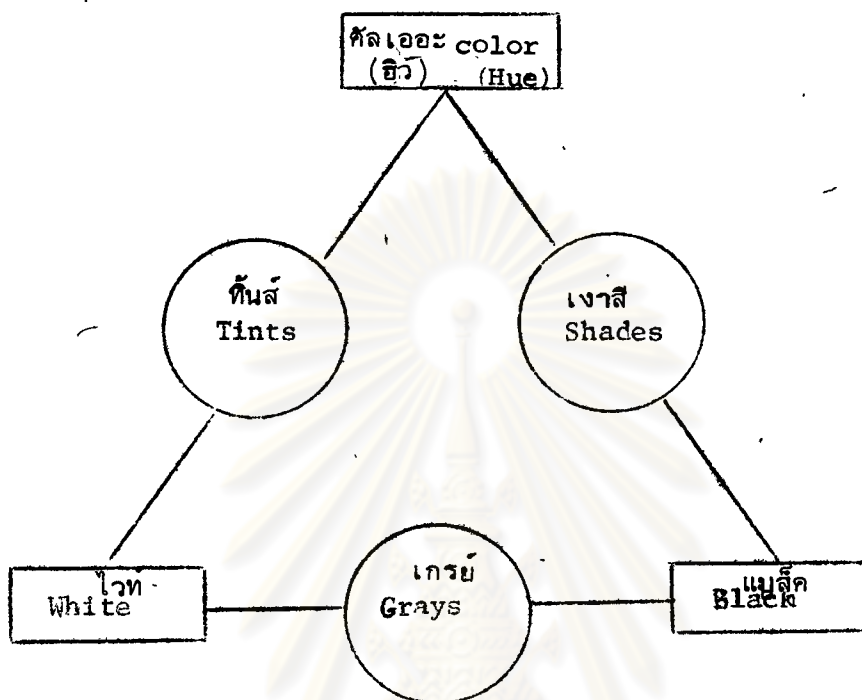 คัลเออะ color
(ฮิว) (Hue)
ทิ้นส์
Tints
เงาสี
Shades
ไวท์
White
เกรย์
Grays
แบล็ค
Black